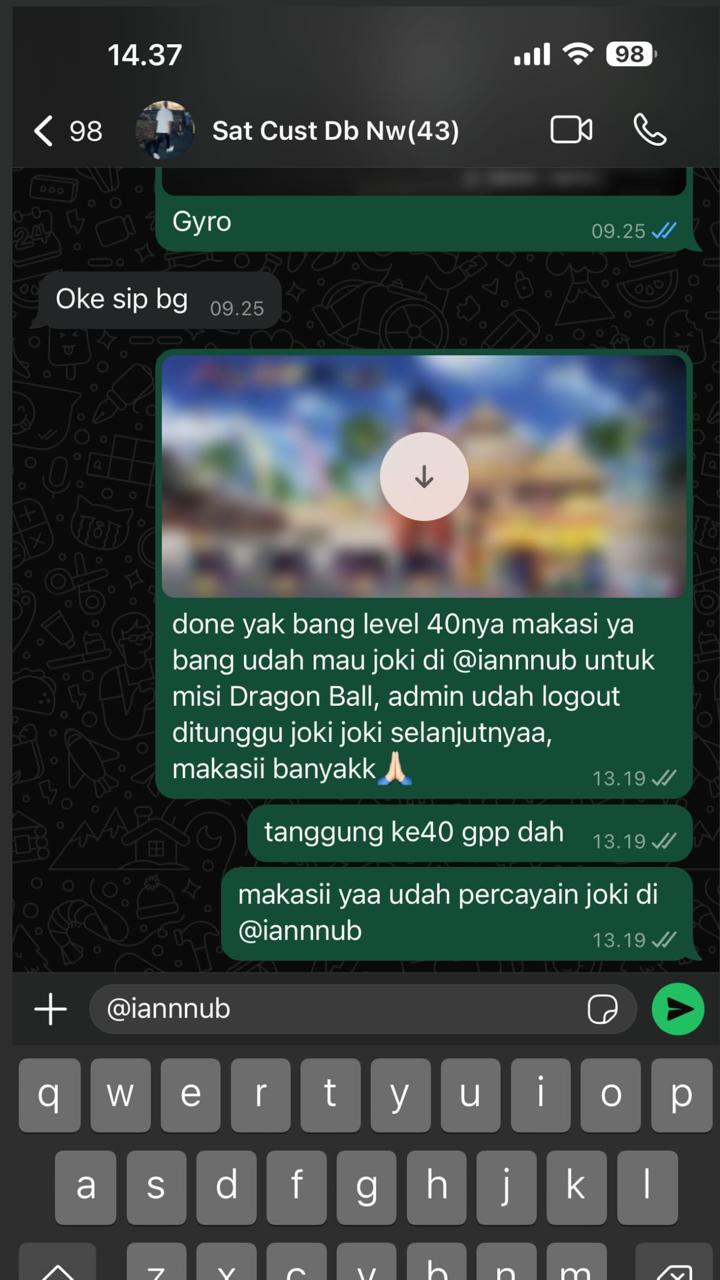 14.37
98
98
Sat Cust Db Nw(43)
Gyro
09.25
Oke sip bg 09.25
done yak bang level 40nya makasi ya
bang udah mau joki di @iannnub untuk
misi Dragon Ball, admin udah logout
ditunggu joki joki selanjutnyaa,
makasii banyakk🙏🏻
13.19
tanggung ke40 gpp dah 13.19
makasii yaa udah percayain joki di
@iannnub
13.19
@iannnub
q w e r t y u i o p
a s d f g h j k l
z x c v b n m